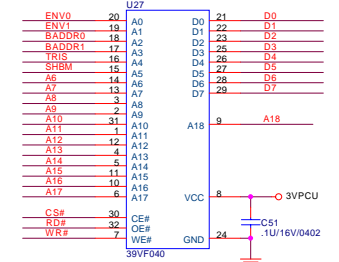 U27
ENV0 20 A0 D0 21 D0
ENV1 19 A1 D1 22 D1
BADDR0 18 A2 D2 23 D2
BADDR1 17 A3 D3 25 D3
TRIS 16 A4 D4 26 D4
SHBM 15 A5 D5 27 D5
A6 14 A6 D6 28 D6
A7 13 A7 D7 29 D7
A8 3 A8
A9 2 A9
A10 31 A10 A18 9 A18
A11 1 A11
A12 12 A12
A13 4 A13
A14 5 A14
A15 11 A15
A16 10 A16
A17 6 A17 VCC 8 3VPCU
CS# 30 CE#
RD# 32 OE#
WR# 7 WE# GND 24
C51
.1U/16V/0402
39VF040